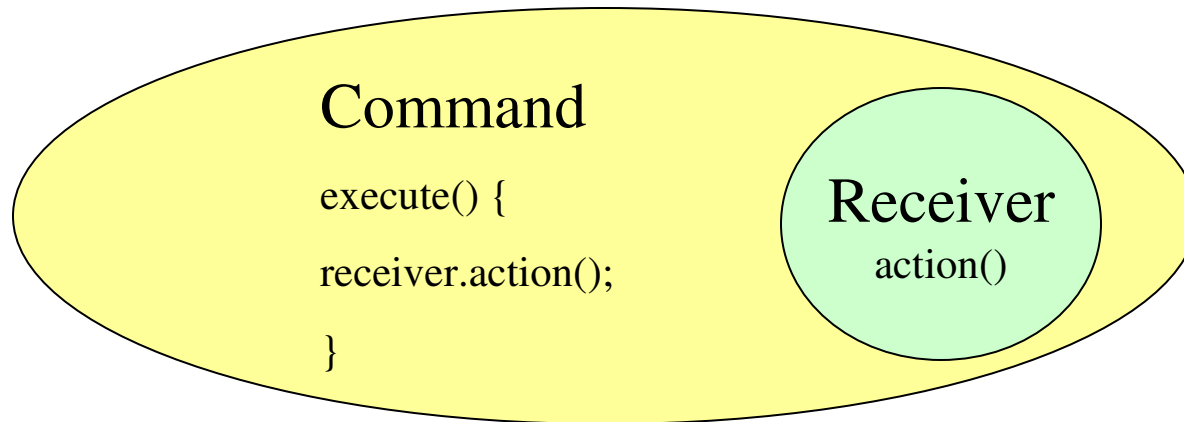 Command
execute() {
receiver.action();
}
Receiver
action()